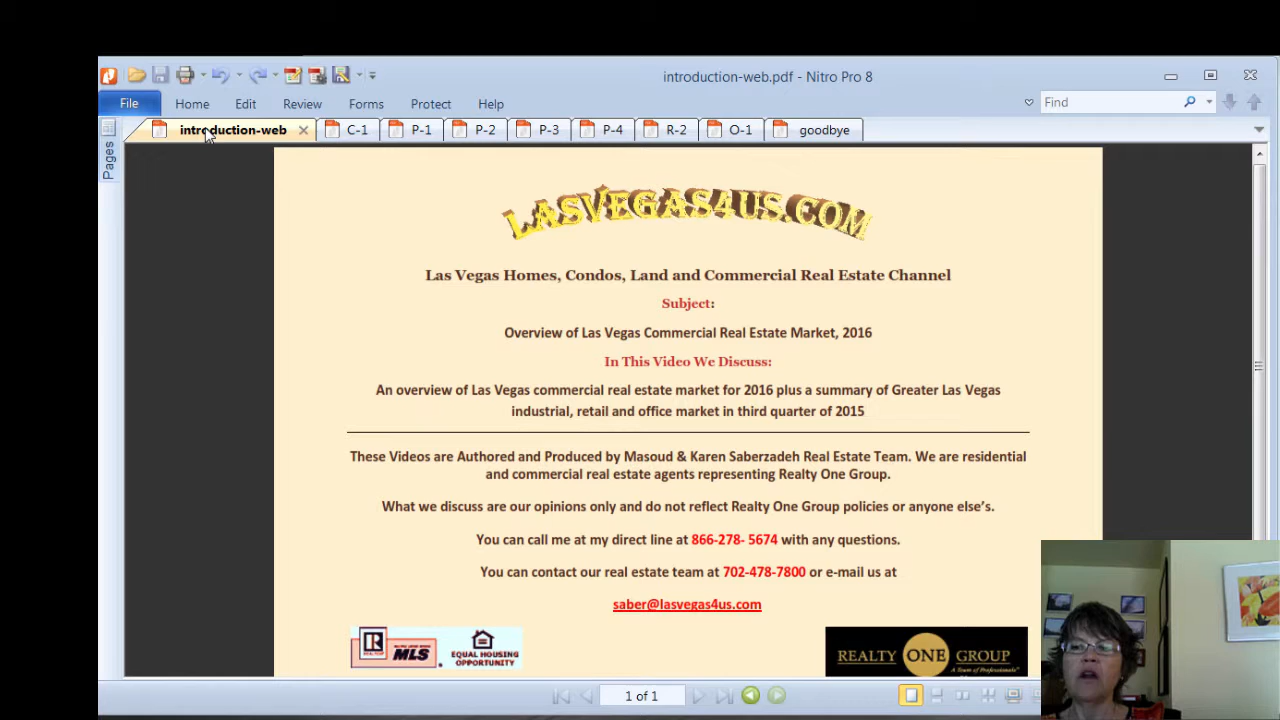 introduction-web.pdf - Nitro Pro 8
File Home Edit Review Forms Protect Help Find
introduction-web C-1 P-1 P-2 P-3 P-4 R-2 O-1 goodbye
Pages
LASVEGAS4US.COM
Las Vegas Homes, Condos, Land and Commercial Real Estate Channel
Subject:
Overview of Las Vegas Commercial Real Estate Market, 2016
In This Video We Discuss:
An overview of Las Vegas commercial real estate market for 2016 plus a summary of Greater Las Vegas
industrial, retail and office market in third quarter of 2015
These Videos are Authored and Produced by Masoud & Karen Saberzadeh Real Estate Team. We are residential
and commercial real estate agents representing Realty One Group.
What we discuss are our opinions only and do not reflect Realty One Group policies or anyone else's.
You can call me at my direct line at 866-278- 5674 with any questions.
You can contact our real estate team at 702-478-7800 or e-mail us at
saber@lasvegas4us.com
R MLS
EQUAL HOUSING
OPPORTUNITY
REALTY ONE GROUP
A Team of Professionals
1 of 1